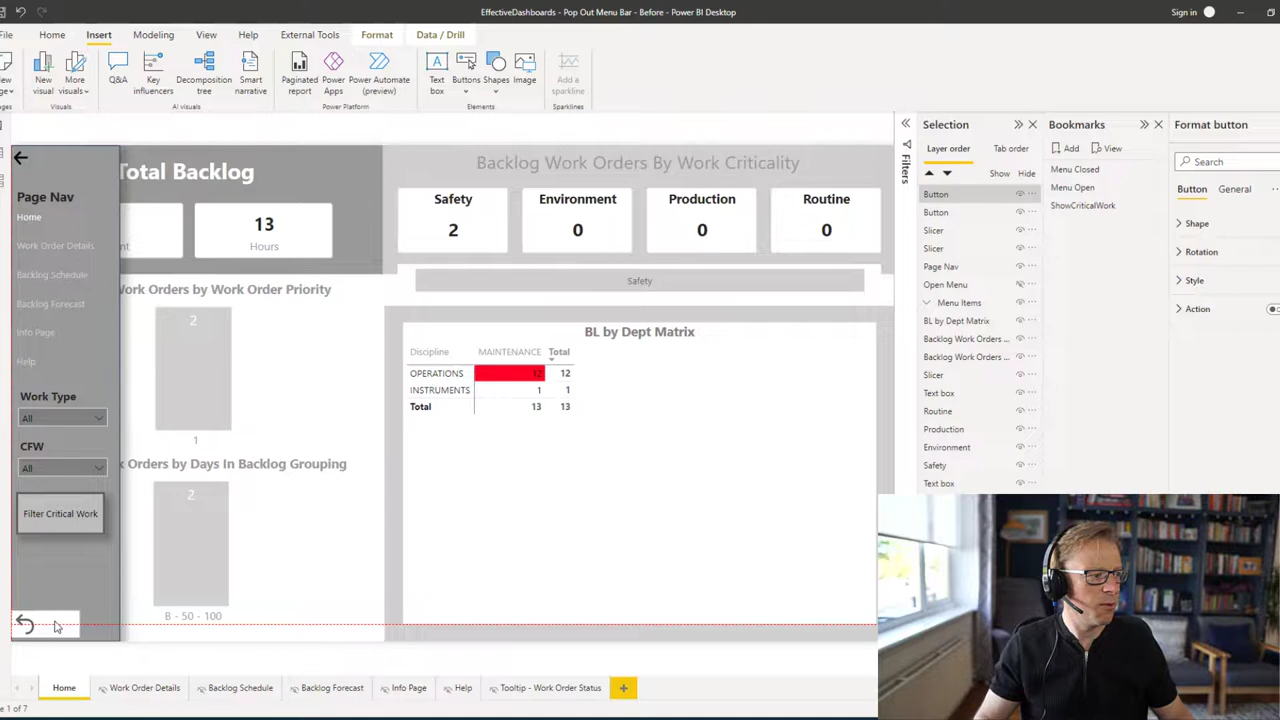 EffectiveDashboards - Pop Out Menu Bar - Before - Power BI Desktop
Sign in
File Home Insert Modeling View Help External Tools Format Data / Drill
New visual
More visuals
Visuals
Q&A
Key influencers
Decomposition tree
Smart narrative
AI visuals
Paginated report
Power Apps
Power Automate (preview)
Power Platform
Text box
Buttons
Shapes
Image
Elements
Add a sparkline
Sparklines
Page Nav
Home
Work Order Details
Backlog Schedule
Backlog Forecast
Info Page
Help
Work Type
All
CFW
All
Filter Critical Work
Total Backlog
nt
13
Hours
Work Orders by Work Order Priority
2
1
k Orders by Days In Backlog Grouping
2
B - 50 - 100
Backlog Work Orders By Work Criticality
Safety Environment Production Routine
2 0 0 0
Safety
BL by Dept Matrix
Discipline MAINTENANCE Total
OPERATIONS 12 12
INSTRUMENTS 1 1
Total 13 13
Filters
Selection
Layer order Tab order
Show Hide
Button
Button
Slicer
Slicer
Page Nav
Open Menu
Menu Items
BL by Dept Matrix
Backlog Work Orders ...
Backlog Work Orders ...
Slicer
Text box
Routine
Production
Environment
Safety
Text box
Bookmarks
Add View
Menu Closed
Menu Open
ShowCriticalWork
Format button
Search
Button General
Shape
Rotation
Style
Action
Home Work Order Details Backlog Schedule Backlog Forecast Info Page Help Tooltip - Work Order Status
e 1 of 7